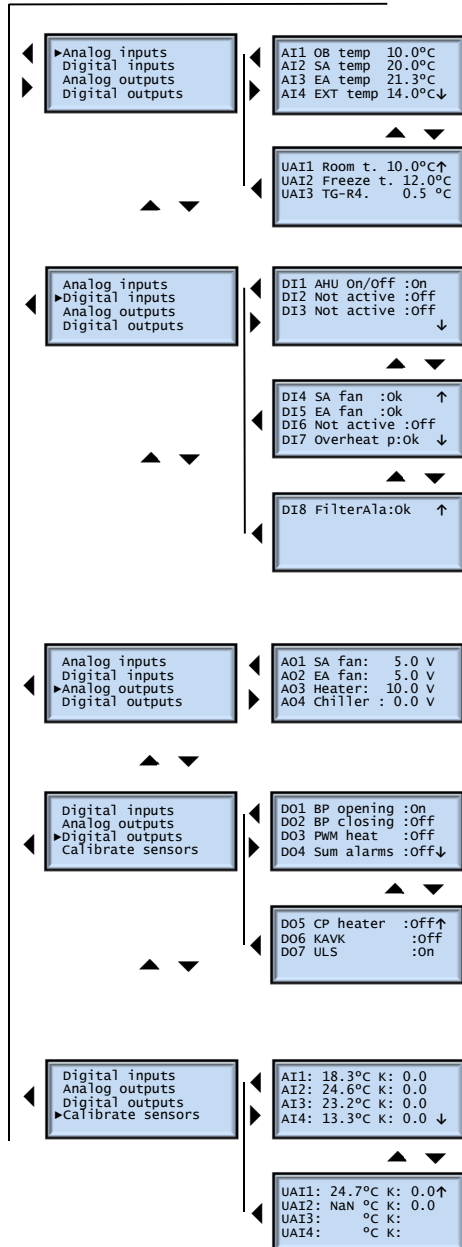 ►Analog inputs
Digital inputs
Analog outputs
Digital outputs
AI1 OB temp 10.0ºC
AI2 SA temp 20.0ºC
AI3 EA temp 21.3ºC
AI4 EXT temp 14.0ºC↓
UAI1 Room t. 10.0ºC↑
UAI2 Freeze t. 12.0ºC
UAI3 TG-R4. 0.5 ºC
Analog inputs
►Digital inputs
Analog outputs
Digital outputs
DI1 AHU On/Off :On
DI2 Not active :Off
DI3 Not active :Off
↓
DI4 SA fan :Ok ↑
DI5 EA fan :Ok
DI6 Not active :Off
DI7 Overheat p:Ok ↓
DI8 FilterAla:Ok ↑
Analog inputs
Digital inputs
►Analog outputs
Digital outputs
AO1 SA fan: 5.0 V
AO2 EA fan: 5.0 V
AO3 Heater: 10.0 V
AO4 Chiller : 0.0 V
Digital inputs
Analog outputs
►Digital outputs
Calibrate sensors
DO1 BP opening :On
DO2 BP closing :Off
DO3 PWM heat :Off
DO4 Sum alarms :Off↓
DO5 CP heater :Off↑
DO6 KAVK :Off
DO7 ULS :On
Digital inputs
Analog outputs
Digital outputs
►Calibrate sensors
AI1: 18.3ºC K: 0.0
AI2: 24.6ºC K: 0.0
AI3: 23.2ºC K: 0.0
AI4: 13.3ºC K: 0.0 ↓
UAI1: 24.7ºC K: 0.0↑
UAI2: NaN ºC K: 0.0
UAI3: ºC K:
UAI4: ºC K: